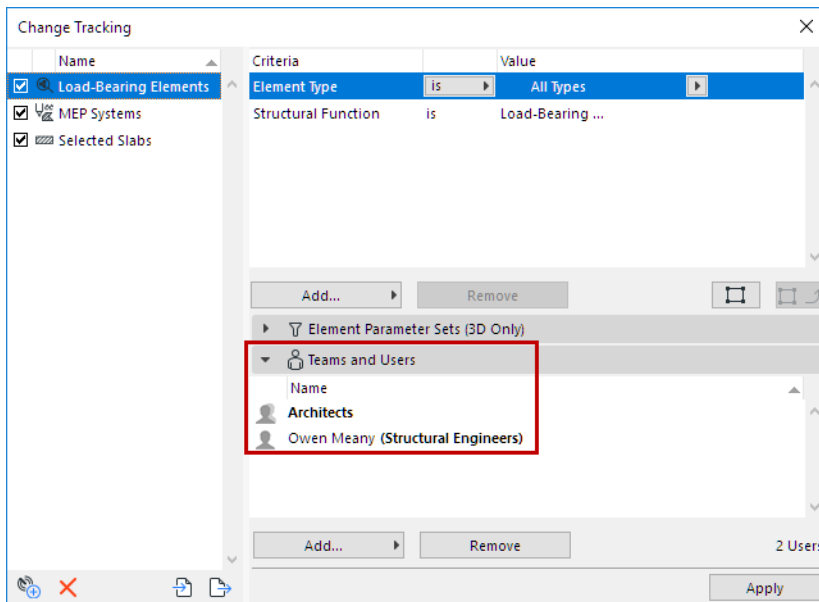 Change Tracking
Name
Load-Bearing Elements
MEP Systems
Selected Slabs
Criteria Value
Element Type is All Types
Structural Function is Load-Bearing ...
Add... Remove
Element Parameter Sets (3D Only)
Teams and Users
Name
Architects
Owen Meany (Structural Engineers)
Add... Remove 2 Users
Apply